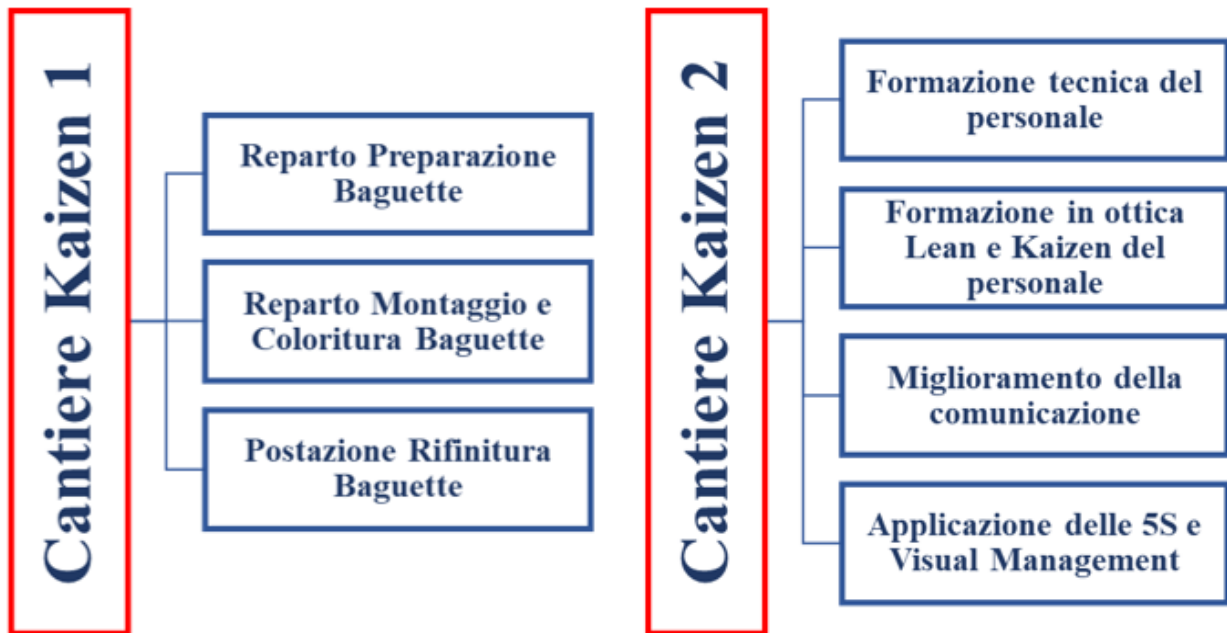 Cantiere Kaizen 1
Reparto Preparazione
Baguette
Reparto Montaggio e
Coloritura Baguette
Postazione Rifinitura
Baguette
Cantiere Kaizen 2
Formazione tecnica del
personale
Formazione in ottica
Lean e Kaizen del
personale
Miglioramento della
comunicazione
Applicazione delle 5S e
Visual Management